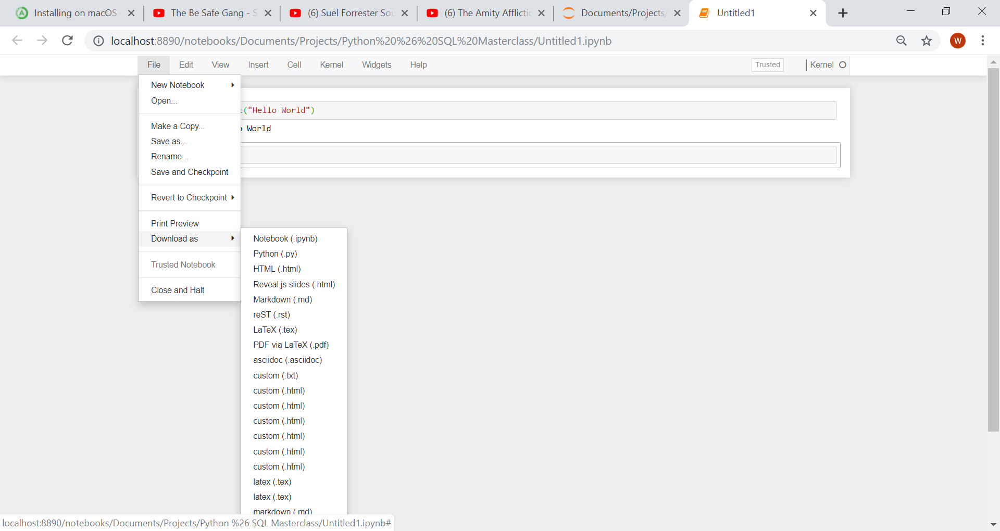 Installing on macOS
The Be Safe Gang - S
(6) Suel Forrester Sou
(6) The Amity Afflictio
Documents/Projects/
Untitled1
localhost:8890/notebooks/Documents/Projects/Python%20%26%20SQL%20Masterclass/Untitled1.ipynb
W
File Edit View Insert Cell Kernel Widgets Help Trusted Kernel
New Notebook
Open...
Make a Copy...
Save as...
Rename...
Save and Checkpoint
Revert to Checkpoint
Print Preview
Download as
Trusted Notebook
Close and Halt
t("Hello World")
o World
Notebook (.ipynb)
Python (.py)
HTML (.html)
Reveal.js slides (.html)
Markdown (.md)
reST (.rst)
LaTeX (.tex)
PDF via LaTeX (.pdf)
asciidoc (.asciidoc)
custom (.txt)
custom (.html)
custom (.html)
custom (.html)
custom (.html)
custom (.html)
custom (.html)
latex (.tex)
latex (.tex)
markdown (.md)
localhost:8890/notebooks/Documents/Projects/Python %26 SQL Masterclass/Untitled1.ipynb#